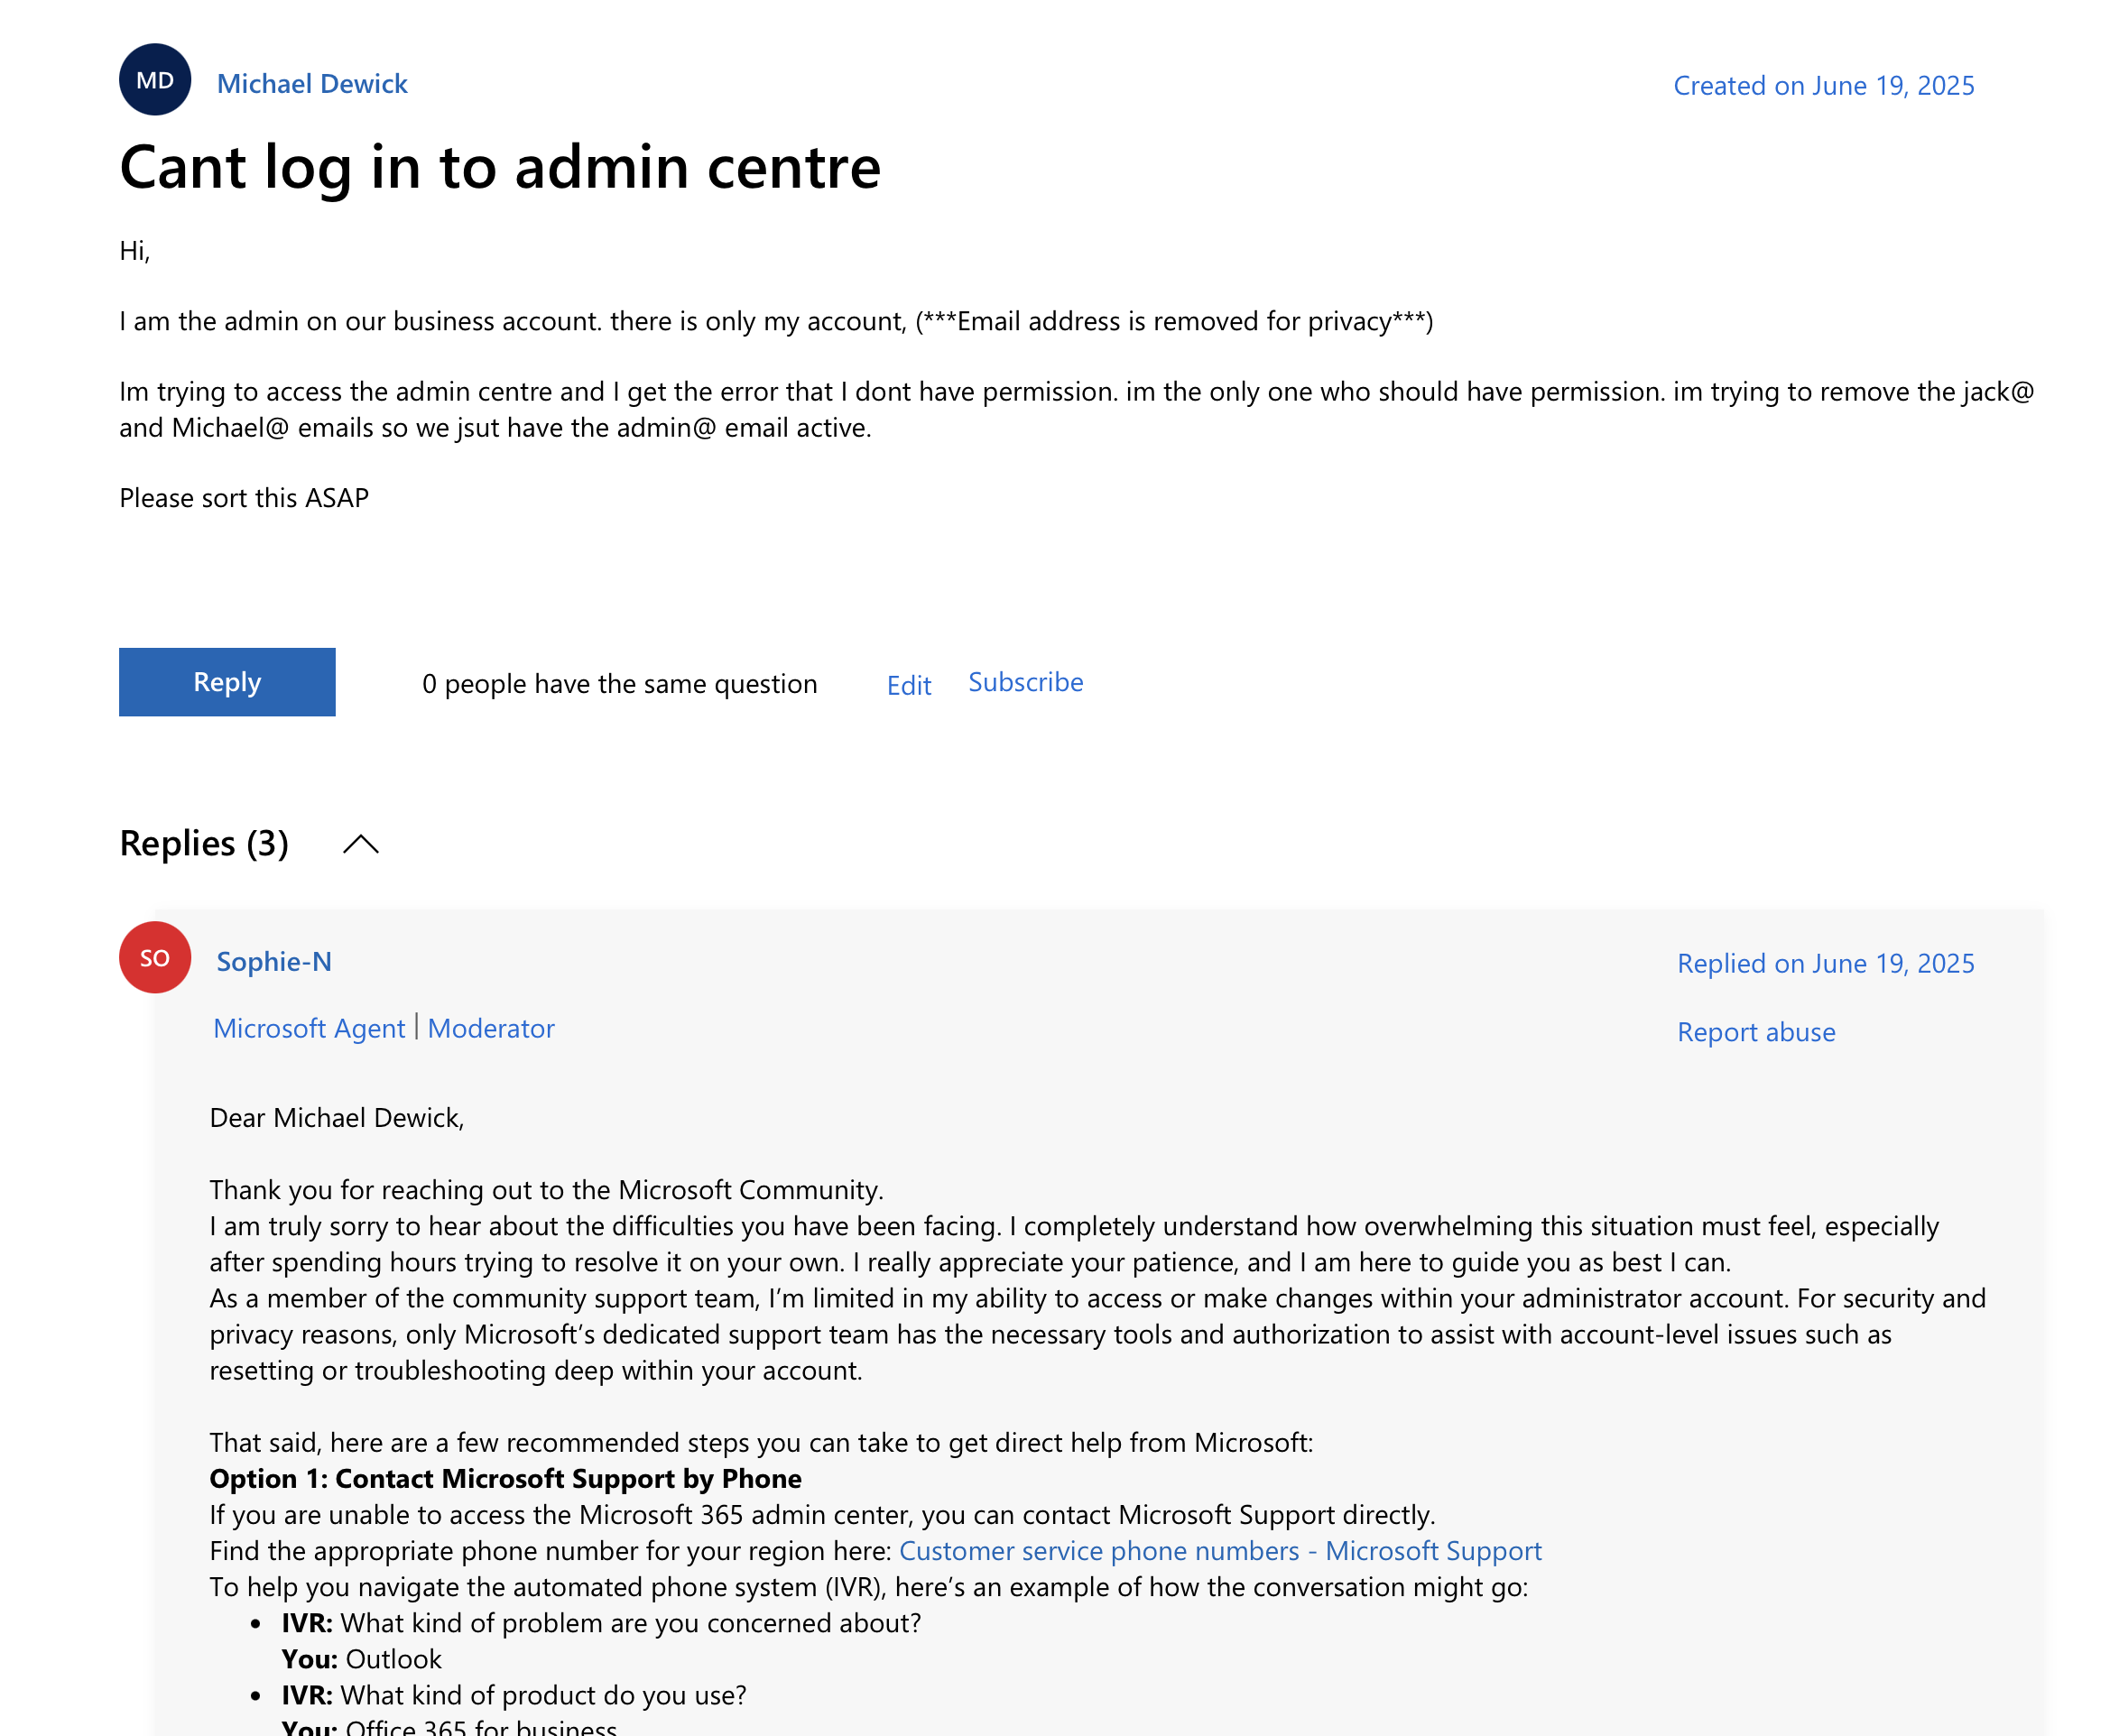 MD
Michael Dewick
Created on June 19, 2025
Cant log in to admin centre
Hi,
I am the admin on our business account. there is only my account, (***Email address is removed for privacy***)
Im trying to access the admin centre and I get the error that I dont have permission. im the only one who should have permission. im trying to remove the jack@
and Michael@ emails so we jsut have the admin@ email active.
Please sort this ASAP
Reply
0 people have the same question
Edit
Subscribe
Replies (3)
SO
Sophie-N
Replied on June 19, 2025
Microsoft Agent | Moderator
Report abuse
Dear Michael Dewick,
Thank you for reaching out to the Microsoft Community.
I am truly sorry to hear about the difficulties you have been facing. I completely understand how overwhelming this situation must feel, especially
after spending hours trying to resolve it on your own. I really appreciate your patience, and I am here to guide you as best I can.
As a member of the community support team, I’m limited in my ability to access or make changes within your administrator account. For security and
privacy reasons, only Microsoft’s dedicated support team has the necessary tools and authorization to assist with account-level issues such as
resetting or troubleshooting deep within your account.
That said, here are a few recommended steps you can take to get direct help from Microsoft:
Option 1: Contact Microsoft Support by Phone
If you are unable to access the Microsoft 365 admin center, you can contact Microsoft Support directly.
Find the appropriate phone number for your region here: Customer service phone numbers - Microsoft Support
To help you navigate the automated phone system (IVR), here’s an example of how the conversation might go:
• IVR: What kind of problem are you concerned about?
You: Outlook
• IVR: What kind of product do you use?
You: Office 365 for business